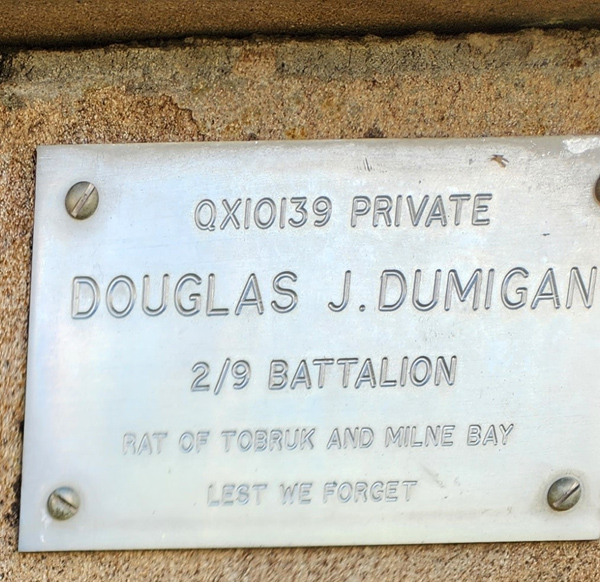 QX10139 PRIVATE
DOUGLAS J. DUMIGAN
2/9 BATTALION
RAT OF TOBRUK AND MILNE BAY
LEST WE FORGET